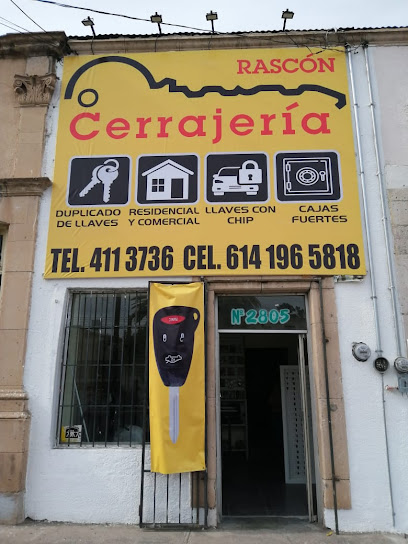 RASCÓN
Cerrajería
DUPLICADO DE LLAVES
RESIDENCIAL Y COMERCIAL
LLAVES CON CHIP
CAJAS FUERTES
TEL. 411 3736 CEL. 614 196 5818
Nº 2805